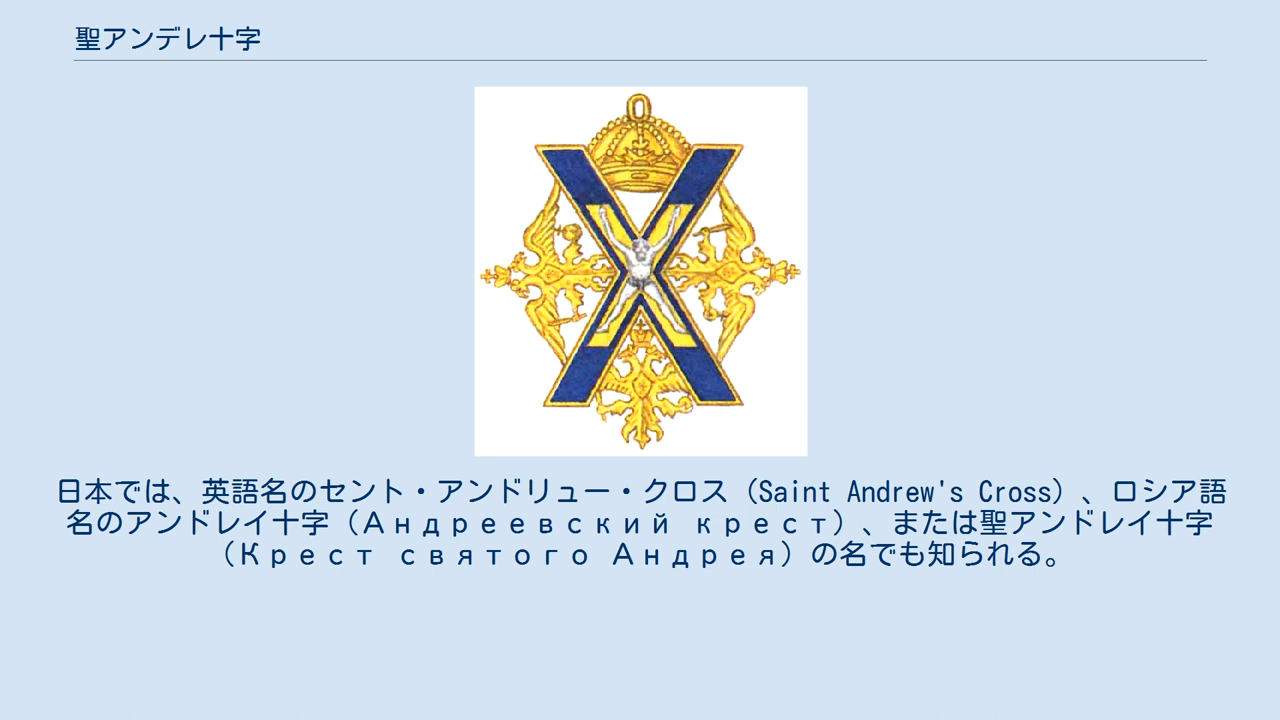 聖アンデレ十字
日本では、英語名のセント・アンドリュー・クロス（Saint Andrew's Cross）、ロシア語
名のアンドレイ十字（Андреевский крест）、または聖アンドレイ十字
（Крест святого Андрея）の名でも知られる。